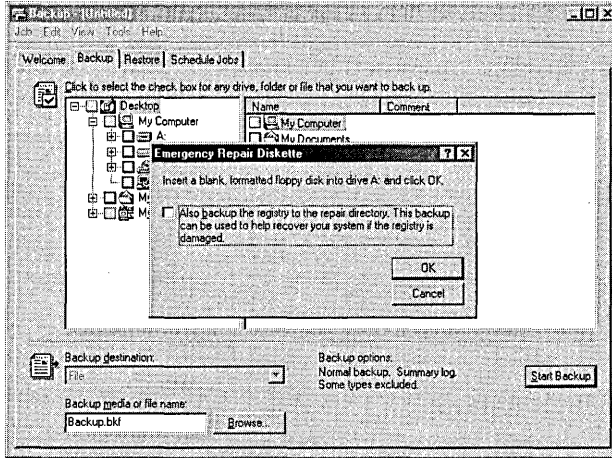 Backup - [Untitled]
Job Edit View Tools Help
Welcome Backup Restore Schedule Jobs
Click to select the check box for any drive, folder or file that you want to back up.
Desktop
My Computer
A:
My
My
Name Comment
My Computer
My Documents
Emergency Repair Diskette
Insert a blank, formatted floppy disk into drive A: and click OK.
Also backup the registry to the repair directory. This backup
can be used to help recover your system if the registry is
damaged.
OK
Cancel
Backup destination:
File
Backup media or file name:
Backup.bkf
Browse...
Backup options:
Normal backup. Summary log.
Some types excluded.
Start Backup